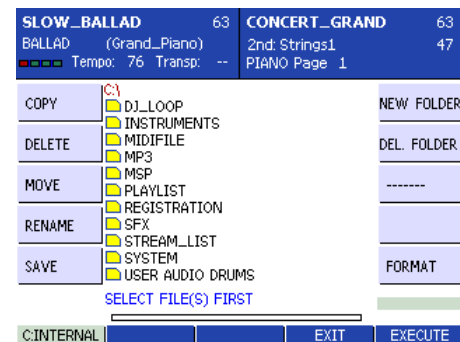 SLOW_BALLAD 63 CONCERT_GRAND 63
BALLAD (Grand_Piano) 2nd: Strings1 47
Tempo: 76 Transp: -- PIANO Page 1
C:\
COPY DJ_LOOP NEW FOLDER
INSTRUMENTS
DELETE MIDIFILE DEL. FOLDER
MP3
MOVE MSP -------
PLAYLIST
REGISTRATION
RENAME SFX
STREAM_LIST
SAVE SYSTEM FORMAT
USER AUDIO DRUMS
SELECT FILE(S) FIRST
C:INTERNAL EXIT EXECUTE